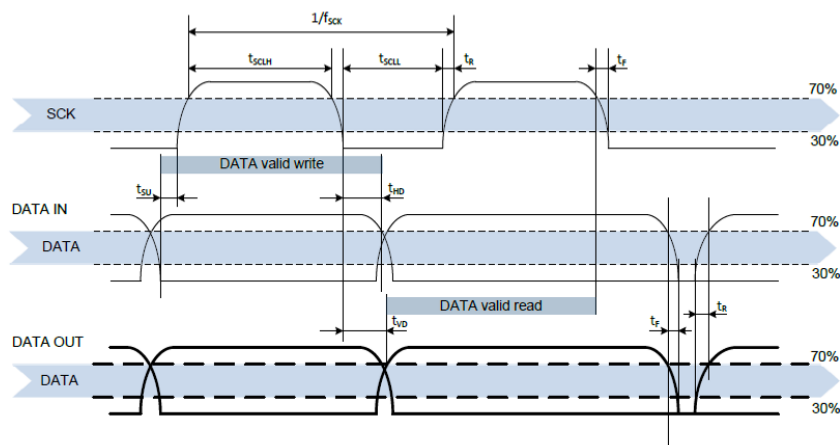 1/fSCK
tSCLH tSCLL tR tF
70%
SCK
30%
DATA valid write
tSU tHD
DATA IN
70%
DATA
30%
DATA valid read
tVD tF tR
DATA OUT
70%
DATA
30%